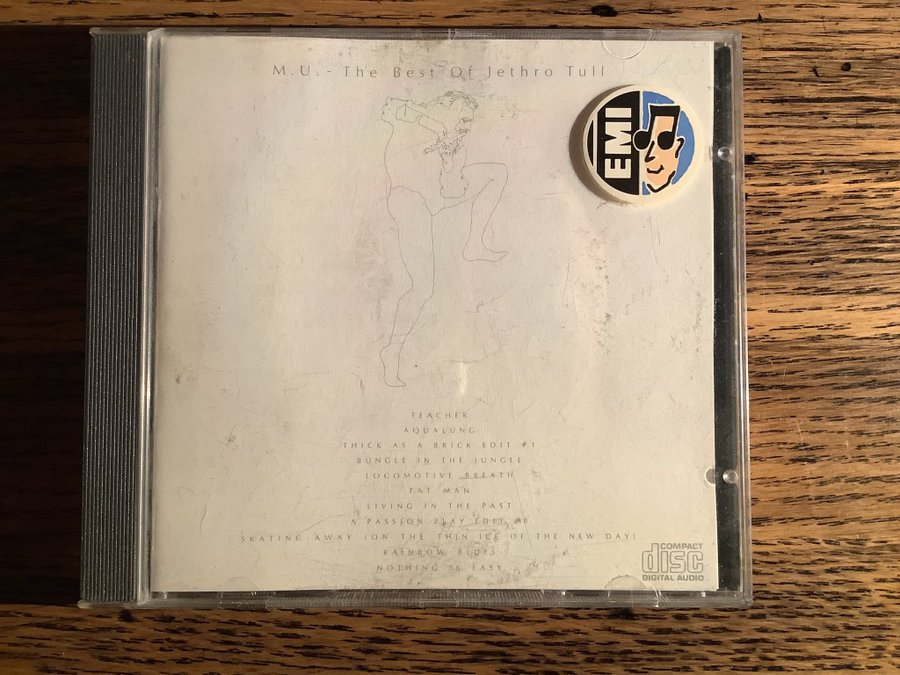 M.U. - The Best Of Jethro Tull
EMI
TEACHER
AQUALUNG
THICK AS A BRICK EDIT #1
BUNGLE IN THE JUNGLE
LOCOMOTIVE BREATH
FAT MAN
LIVING IN THE PAST
A PASSION PLAY EDIT #8
SKATING AWAY (ON THE THIN ICE OF THE NEW DAY)
RAINBOW BLUES
NOTHING IS EASY
COMPACT
disc
DIGITAL AUDIO